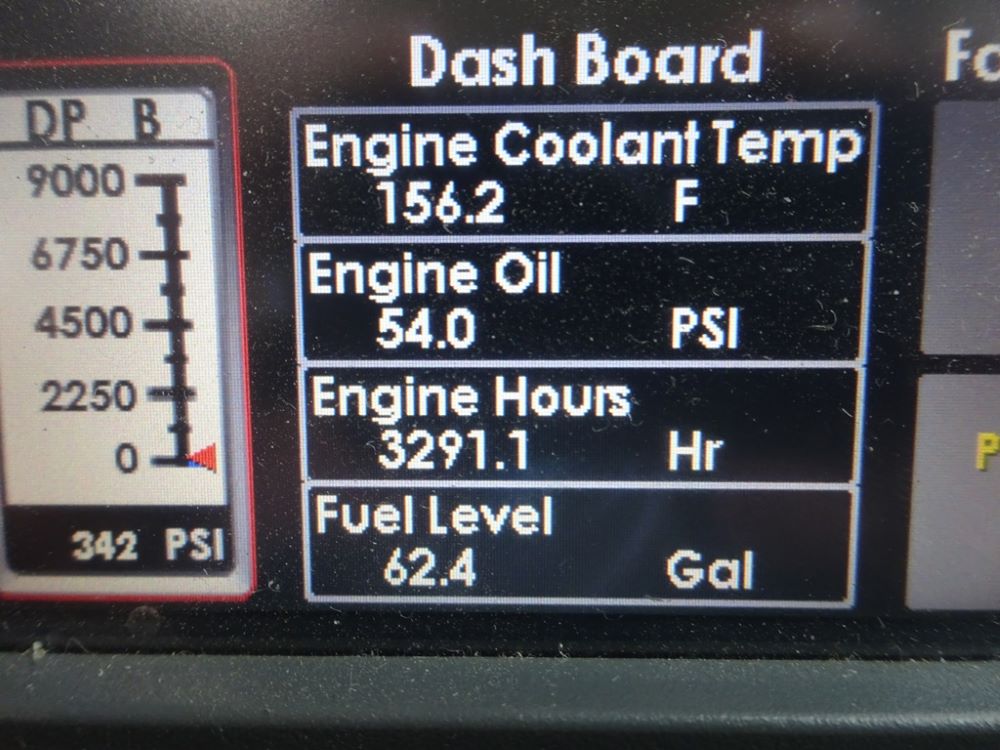 Dash Board
DP B
9000
6750
4500
2250
0
342 PSI
Engine Coolant Temp
156.2 F
Engine Oil
54.0 PSI
Engine Hours
3291.1 Hr
Fuel Level
62.4 Gal
P